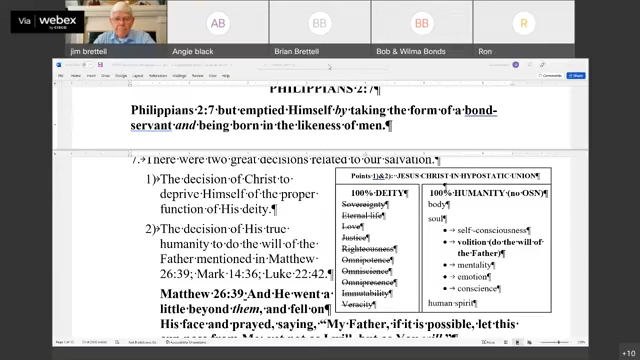 Via webex
by CISCO
AB
BB
BB
R
jim brettell
Angie black
Brian Brettell
Bob & Wilma Bonds
Ron
PHILIPPIANS 2:7¶
Philippians·2:7·but·emptied·Himself·by·taking·the·form·of·a·bond-
servant·and·being·born·in·the·likeness·of·men.¶
7.→There·were·two·great·decisions·related·to·our·salvation.¶
1)→The·decision·of·Christ·to·
deprive·Himself·of·the·proper·
function·of·His·deity.¶
2)→The·decision·of·His·true·
humanity·to·do·the·will·of·the·
Father·mentioned·in·Matthew·
26:39;·Mark·14:36;·Luke·22:42.¶
Points·1)&2):·JESUS·CHRIST·IN·HYPOSTATIC·UNION¶
100%·DEITY¶
Sovereignty¶
Eternal·life¶
Love¶
Justice¶
Righteousness¶
Omnipotence¶
Omniscience¶
Omnipresence¶
Immutability¶
Veracity¶
100%·HUMANITY·(no·OSN)¶
body¶
soul¶
•→self-consciousness¶
•→volition·(do·the·will·of·
the·Father)¶
•→mentality¶
•→emotion¶
•→conscience¶
human·spirit¶
Matthew·26:39·And·He·went·a·
little·beyond·them,·and·fell·on·
His·face·and·prayed,·saying,·"My·Father,·if·it·is·possible,·let·this·
+10